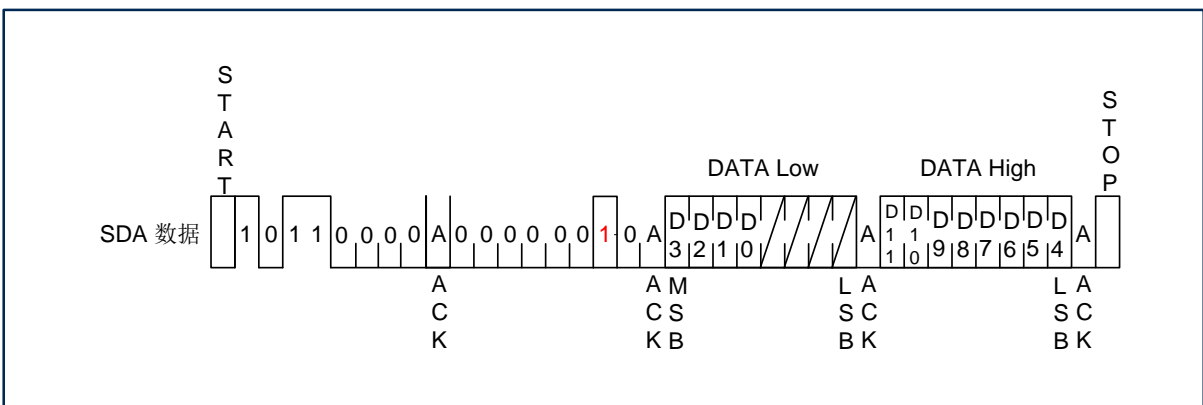 START
STOP
DATA Low
DATA High
SDA 数据
1 0 1 1 0 0 0 0 A 0 0 0 0 0 0 1 0 A D3 D2 D1 D0 A D11 D10 D9 D8 D7 D6 D5 D4 A
ACK
ACK
MSB
LSB
ACK
LSB
ACK